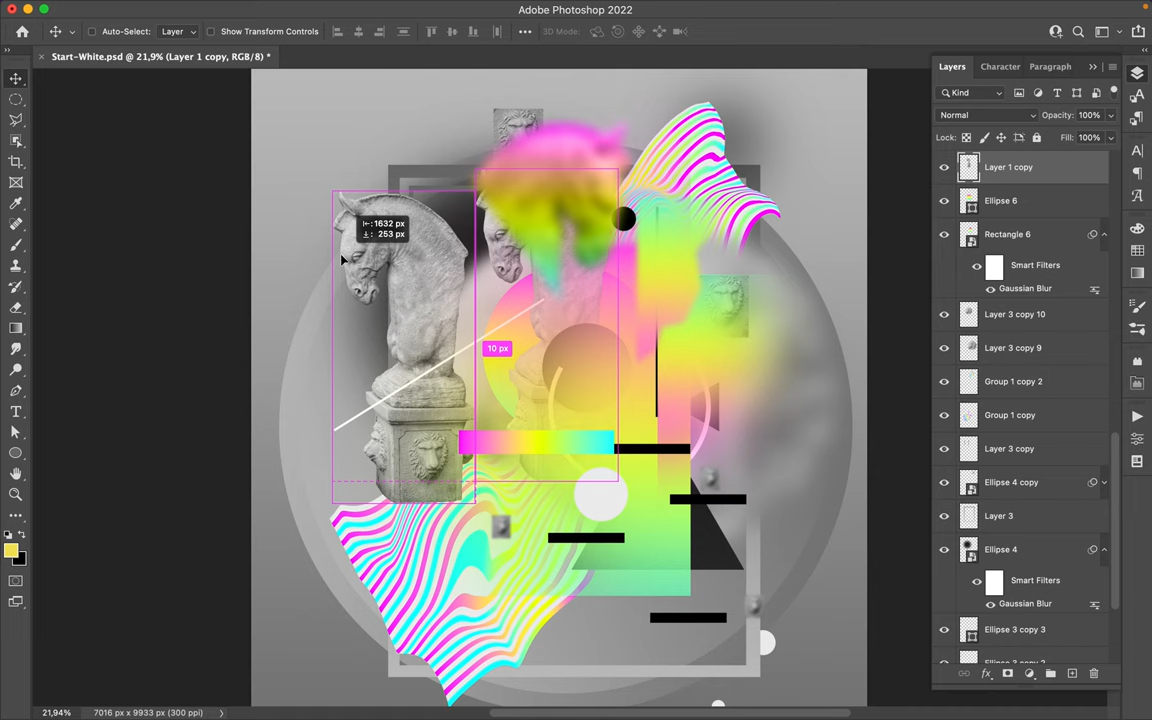 Adobe Photoshop 2022
Auto-Select:
Layer
Show Transform Controls
3D Mode:
Start-White.psd @ 21,9% (Layer 1 copy, RGB/8) *
Layers
Character
Paragraph
Kind
Normal
Opacity: 100%
Lock:
Fill: 100%
Layer 1 copy
Ellipse 6
Rectangle 6
Smart Filters
Gaussian Blur
Layer 3 copy 10
Layer 3 copy 9
Group 1 copy 2
Group 1 copy
Layer 3 copy
Ellipse 4 copy
Layer 3
Ellipse 4
Smart Filters
Gaussian Blur
Ellipse 3 copy 3
Ellipse 3 copy 2
1632 px
253 px
10 px
21,94%
7016 px x 9933 px (300 ppi)